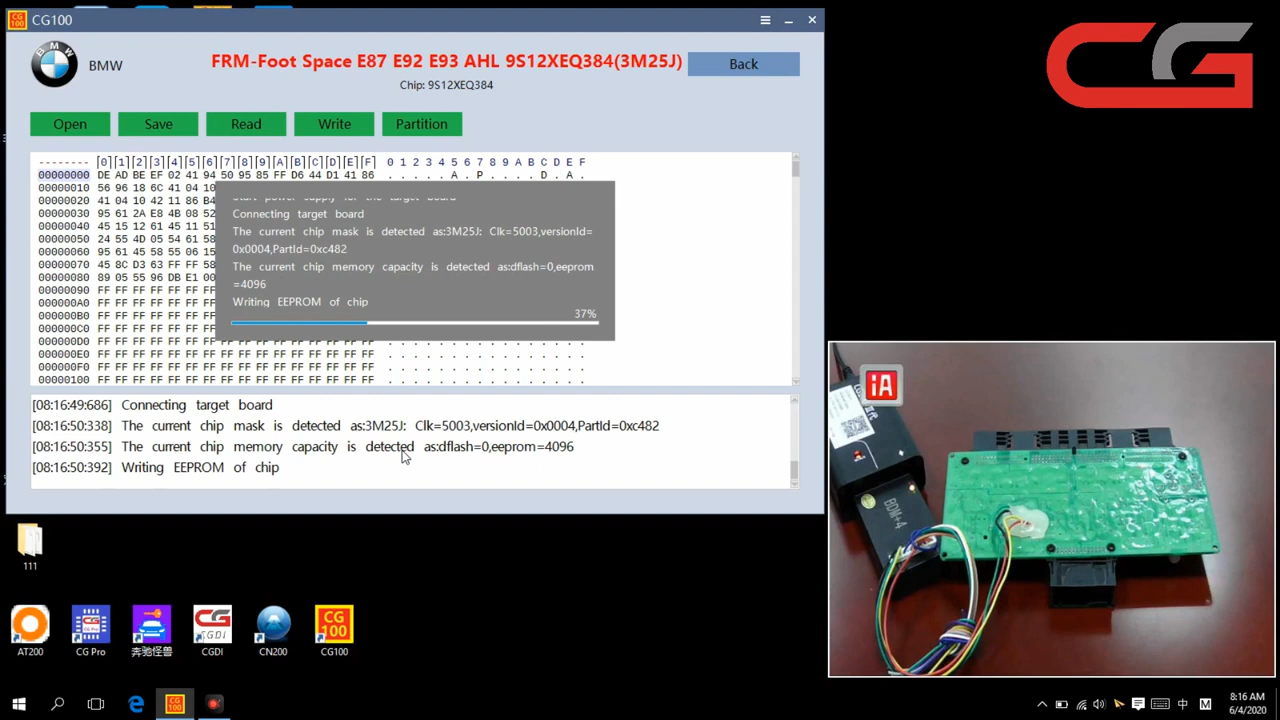 CG100
CG 100
BMW
FRM-Foot Space E87 E92 E93 AHL 9S12XEQ384(3M25J)
Chip: 9S12XEQ384
Back
Open Save Read Write Partition
-------- [0][1][2][3][4][5][6][7][8][9][A][B][C][D][E][F] 0 1 2 3 4 5 6 7 8 9 A B C D E F
00000000 DE AD BE EF 02 41 94 50 95 85 FF D6 44 D1 41 86 . . . . . A . P . . . . D . A .
00000010 56 96 18 6C 41 04 10
00000020 41 04 10 42 11 86 B4
00000030 95 61 2A E8 4B 08 52
00000040 45 15 12 61 45 11 51
00000050 24 55 4D 05 54 61 58
00000060 95 61 45 58 55 06 15
00000070 45 8C D3 63 FF FF 58
00000080 89 05 55 96 DB E1 00
00000090 FF FF FF FF FF FF FF
000000A0 FF FF FF FF FF FF FF
000000B0 FF FF FF FF FF FF FF
000000C0 FF FF FF FF FF FF FF
000000D0 FF FF FF FF FF FF FF FF FF FF FF FF FF FF FF FF . . . . . . . . . . . . . . . .
000000E0 FF FF FF FF FF FF FF FF FF FF FF FF FF FF FF FF . . . . . . . . . . . . . . . .
000000F0 FF FF FF FF FF FF FF FF FF FF FF FF FF FF FF FF . . . . . . . . . . . . . . . .
00000100 FF FF FF FF FF FF FF FF FF FF FF FF FF FF FF FF . . . . . . . . . . . . . . . .
Start power supply for the target board
Connecting target board
The current chip mask is detected as:3M25J: Clk=5003,versionId=
0x0004,PartId=0xc482
The current chip memory capacity is detected as:dflash=0,eeprom
=4096
Writing EEPROM of chip
37%
[08:16:49:686] Connecting target board
[08:16:50:338] The current chip mask is detected as:3M25J: Clk=5003,versionId=0x0004,PartId=0xc482
[08:16:50:355] The current chip memory capacity is detected as:dflash=0,eeprom=4096
[08:16:50:392] Writing EEPROM of chip
CG
iA
BDM+4
111
AT200 CG Pro 奔驰怪兽 CGDI CN200 CG100
中 M
8:16 AM
6/4/2020